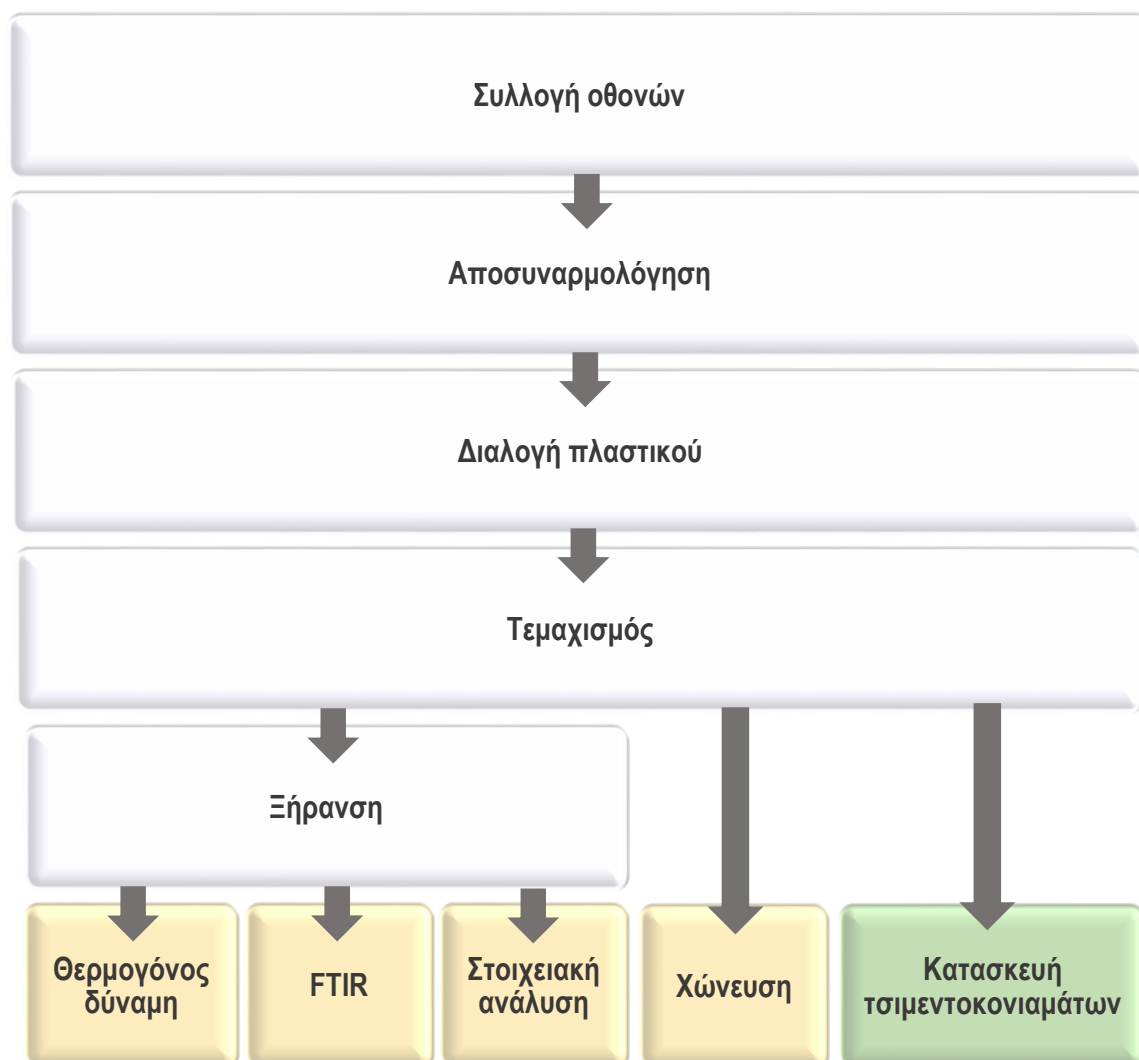 Συλλογή οθονών
Αποσυναρμολόγηση
Διαλογή πλαστικού
Τεμαχισμός
Ξήρανση
Θερμογόνος
δύναμη
FTIR
Στοιχειακή
ανάλυση
Χώνευση
Κατασκευή
τσιμεντοκονιαμάτων